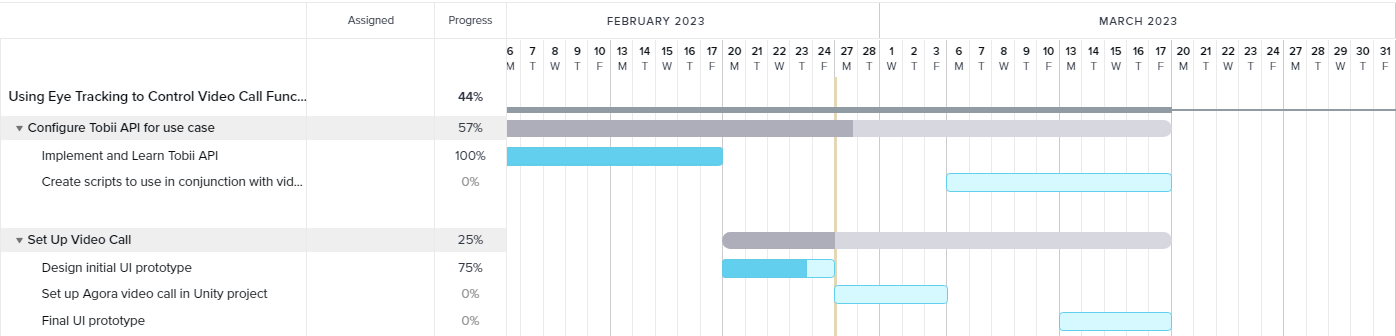 Assigned Progress FEBRUARY 2023 MARCH 2023
6 7 8 9 10 13 14 15 16 17 20 21 22 23 24 27 28 1 2 3 6 7 8 9 10 13 14 15 16 17 20 21 22 23 24 27 28 29 30 31
M T W T F M T W T F M T W T F M T W T F M T W T F M T W T F M T W T F M T W T F
Using Eye Tracking to Control Video Call Func... 44%
Configure Tobii API for use case 57%
Implement and Learn Tobii API 100%
Create scripts to use in conjunction with vid... 0%
Set Up Video Call 25%
Design initial UI prototype 75%
Set up Agora video call in Unity project 0%
Final UI prototype 0%